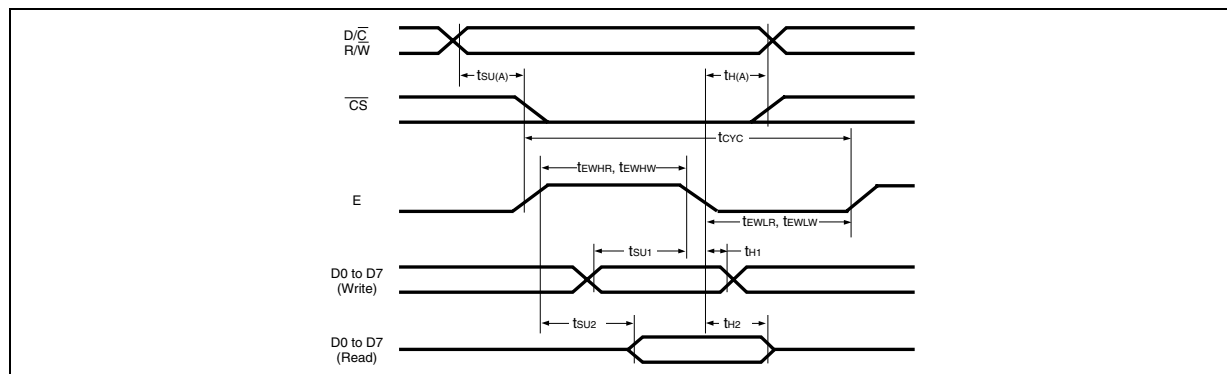 D/C̅
R/W̅
tSU(A)
tH(A)
C̅S̅
tCYC
tEWHR, tEWHW
E
tEWLR, tEWLW
tSU1
tH1
D0 to D7
(Write)
tSU2
tH2
D0 to D7
(Read)